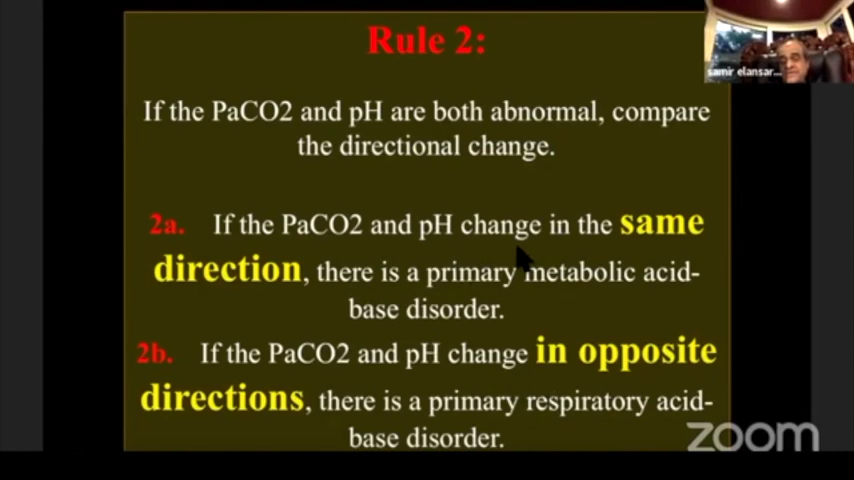 Rule 2:
samir elansar...
If the PaCO2 and pH are both abnormal, compare
the directional change.
2a. If the PaCO2 and pH change in the same
direction, there is a primary metabolic acid-
base disorder.
2b. If the PaCO2 and pH change in opposite
directions, there is a primary respiratory acid-
base disorder.
zoom